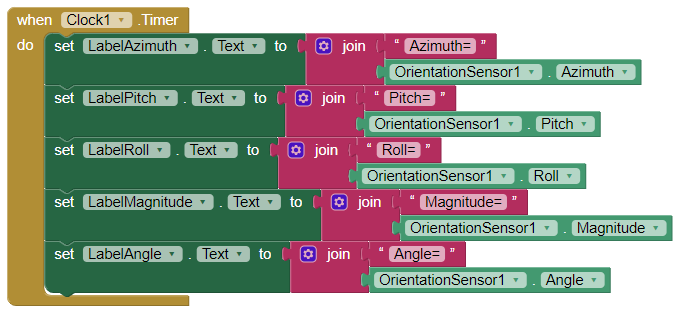 when Clock1 .Timer
do set LabelAzimuth . Text to join “ Azimuth= ”
OrientationSensor1 . Azimuth
set LabelPitch . Text to join “ Pitch= ”
OrientationSensor1 . Pitch
set LabelRoll . Text to join “ Roll= ”
OrientationSensor1 . Roll
set LabelMagnitude . Text to join “ Magnitude= ”
OrientationSensor1 . Magnitude
set LabelAngle . Text to join “ Angle= ”
OrientationSensor1 . Angle